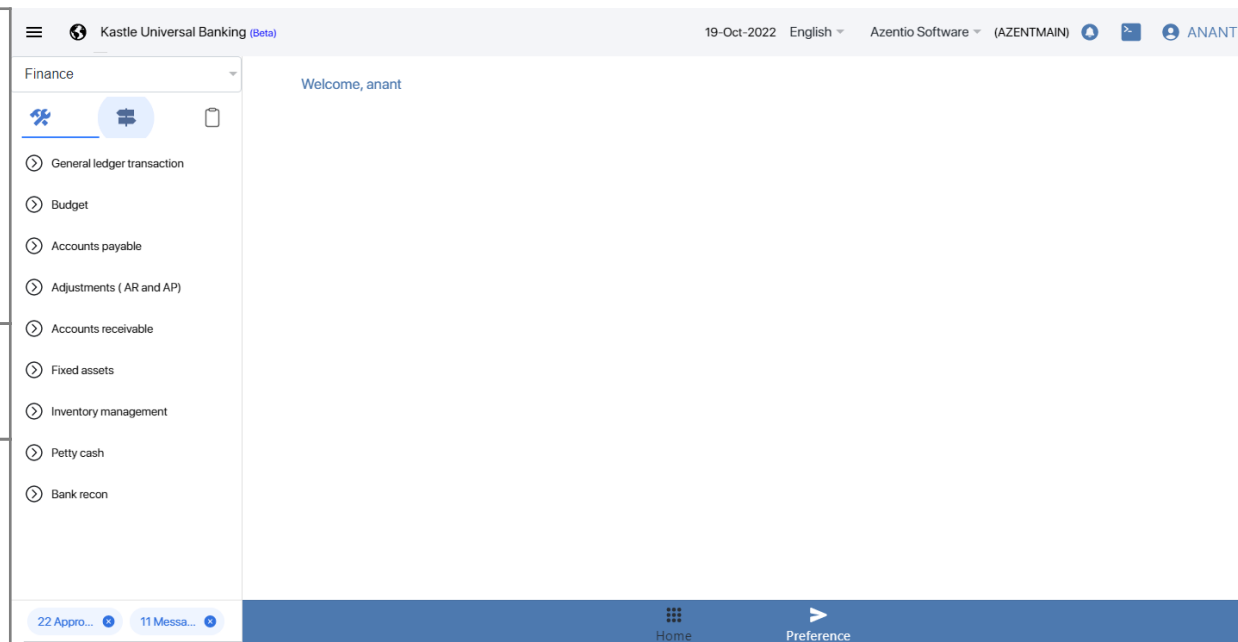 Kastle Universal Banking (Beta) 19-Oct-2022 English Azentio Software (AZENTMAIN) ANANT
Finance
Welcome, anant
General ledger transaction
Budget
Accounts payable
Adjustments ( AR and AP)
Accounts receivable
Fixed assets
Inventory management
Petty cash
Bank recon
22 Appro... 11 Messa...
Home Preference